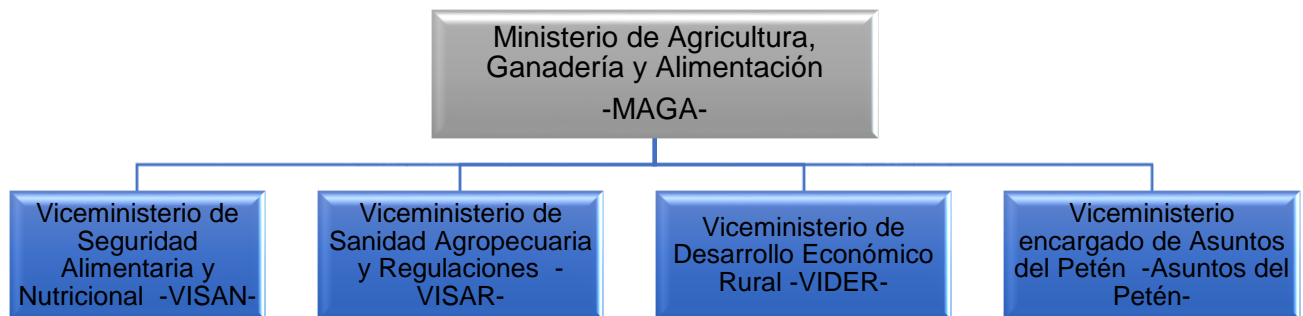 Ministerio de Agricultura,
Ganadería y Alimentación
-MAGA-
Viceministerio de
Seguridad
Alimentaria y
Nutricional -VISAN-
Viceministerio de
Sanidad Agropecuaria
y Regulaciones -
VISAR-
Viceministerio de
Desarrollo Económico
Rural -VIDER-
Viceministerio
encargado de Asuntos
del Petén -Asuntos del
Petén-